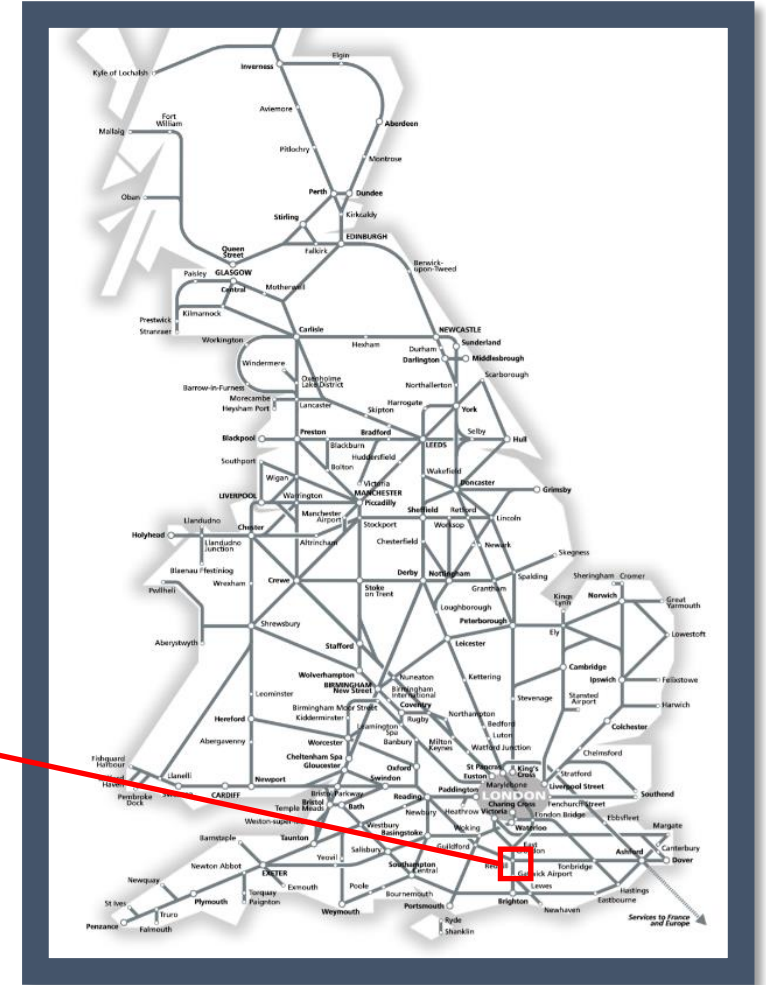 Elgin
Inverness
Kyle of Lochalsh
Aviemore
Fort
William
Mallaig
Aberdeen
Pitlochry
Montrose
Perth
Dundee
Oban
Stirling
Kirkcaldy
EDINBURGH
Queen
Street
Falkirk
Berwick-
upon-Tweed
Paisley
GLASGOW
Central
Motherwell
Prestwick
Kilmarnock
Stranraer
Carlisle
NEWCASTLE
Workington
Hexham
Sunderland
Durham
Darlington
Middlesbrough
Windermere
Scarborough
Oxenholme
Lake District
Northallerton
Barrow-in-Furness
Morecambe
Heysham Port
Lancaster
Harrogate
York
Skipton
Blackpool
Preston
Bradford
Selby
Hull
Blackburn
LEEDS
Huddersfield
Southport
Bolton
Wakefield
Wigan
Victoria
Doncaster
Grimsby
LIVERPOOL
Warrington
MANCHESTER
Piccadilly
Sheffield
Retford
Manchester
Airport
Stockport
Worksop
Lincoln
Llandudno
Chester
Holyhead
Llandudno
Junction
Altrincham
Chesterfield
Newark
Skegness
Blaenau Ffestiniog
Pwllheli
Wrexham
Crewe
Derby
Nottingham
Stoke
on Trent
Grantham
Spalding
Sheringham
Cromer
Kings
Lynn
Norwich
Great
Yarmouth
Loughborough
Peterborough
Shrewsbury
Ely
Lowestoft
Aberystwyth
Stafford
Leicester
Wolverhampton
Cambridge
BIRMINGHAM
New Street
Nuneaton
Kettering
Ipswich
Felixstowe
Leominster
Birmingham
International
Stevenage
Stansted
Airport
Harwich
Birmingham Moor Street
Coventry
Hereford
Kidderminster
Rugby
Northampton
Colchester
Leamington
Spa
Bedford
Abergavenny
Worcester
Banbury
Milton
Keynes
Luton
Cheltenham Spa
Watford Junction
Chelmsford
Fishguard
Harbour
Gloucester
Oxford
St Pancras
King's
Cross
Euston
Stratford
Llanelli
Haven
Swindon
Marylebone
Liverpool Street
Newport
Paddington
LONDON
Southend
Pembroke
Dock
CARDIFF
Bristol Parkway
Reading
Charing Cross
Fenchurch Street
Bristol
Temple Meads
Bath
Newbury
Heathrow
Victoria
London Bridge
Ebbsfleet
Westbury
Basingstoke
Woking
Waterloo
Margate
Barnstaple
Taunton
Guildford
East
Canterbury
Salisbury
Ashford
Dover
Newton Abbot
Yeovil
Southampton
Central
Tonbridge
Newquay
EXETER
Gatwick Airport
Exmouth
Poole
Lewes
Hastings
St Ives
Torquay
Paignton
Bournemouth
Eastbourne
Truro
Plymouth
Weymouth
Portsmouth
Brighton
Newhaven
Penzance
Falmouth
Ryde
Shanklin
Services to France
and Europe